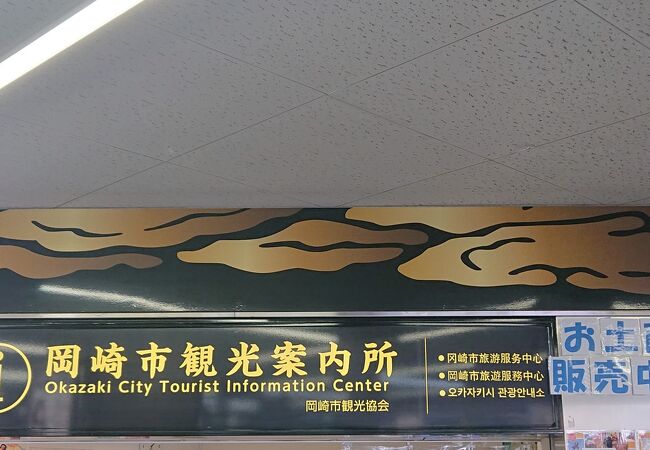 岡崎市観光案内所
Okazaki City Tourist Information Center
岡崎市観光協会
●冈崎市旅游服务中心
●岡崎市旅遊服務中心
●오카자키시 관광안내소
お土
販売中